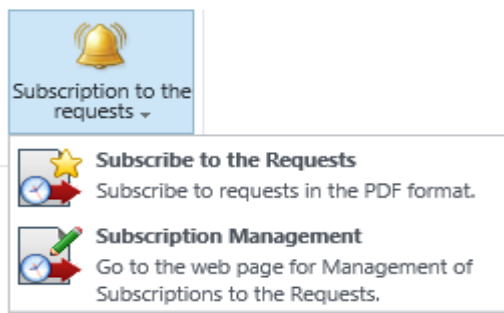 Subscription to the
requests
Subscribe to the Requests
Subscribe to requests in the PDF format.
Subscription Management
Go to the web page for Management of
Subscriptions to the Requests.